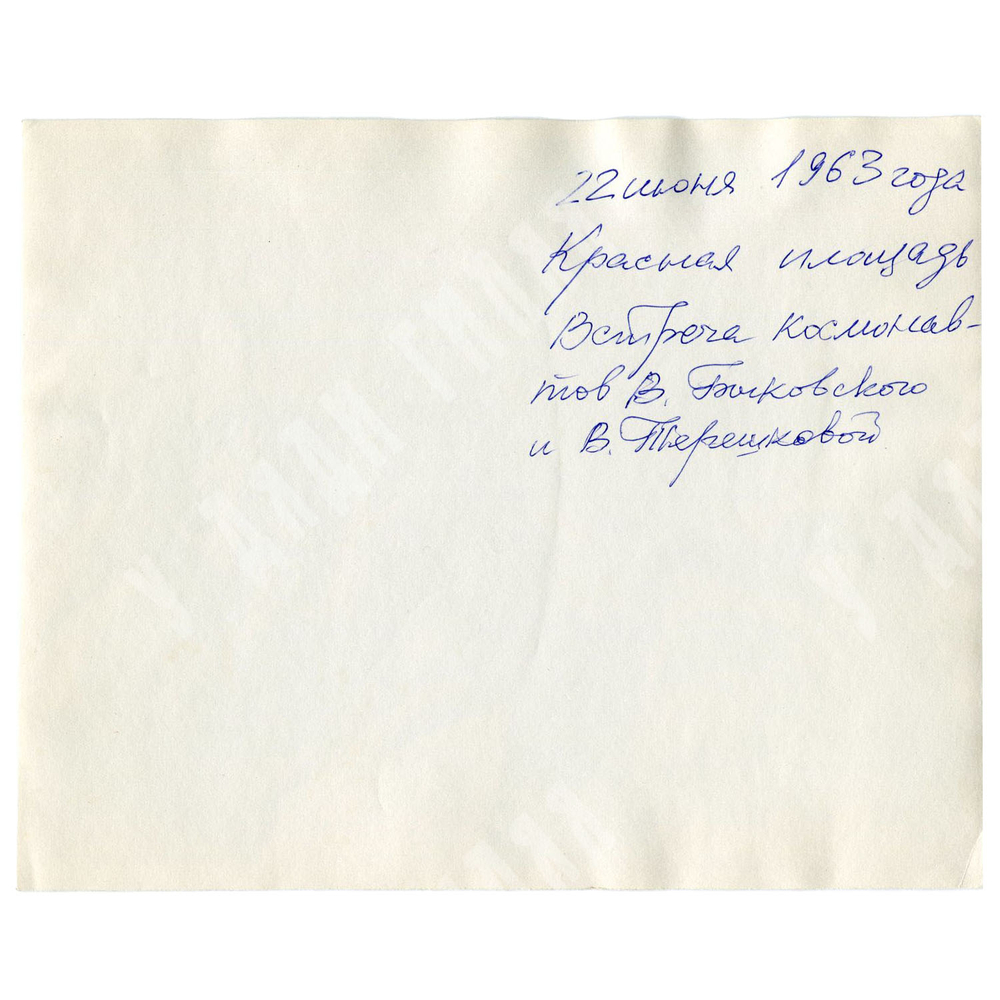 22 июня 1963 года
Красная площадь
Встреча космонав-
тов В. Быковского
и В. Терешковой